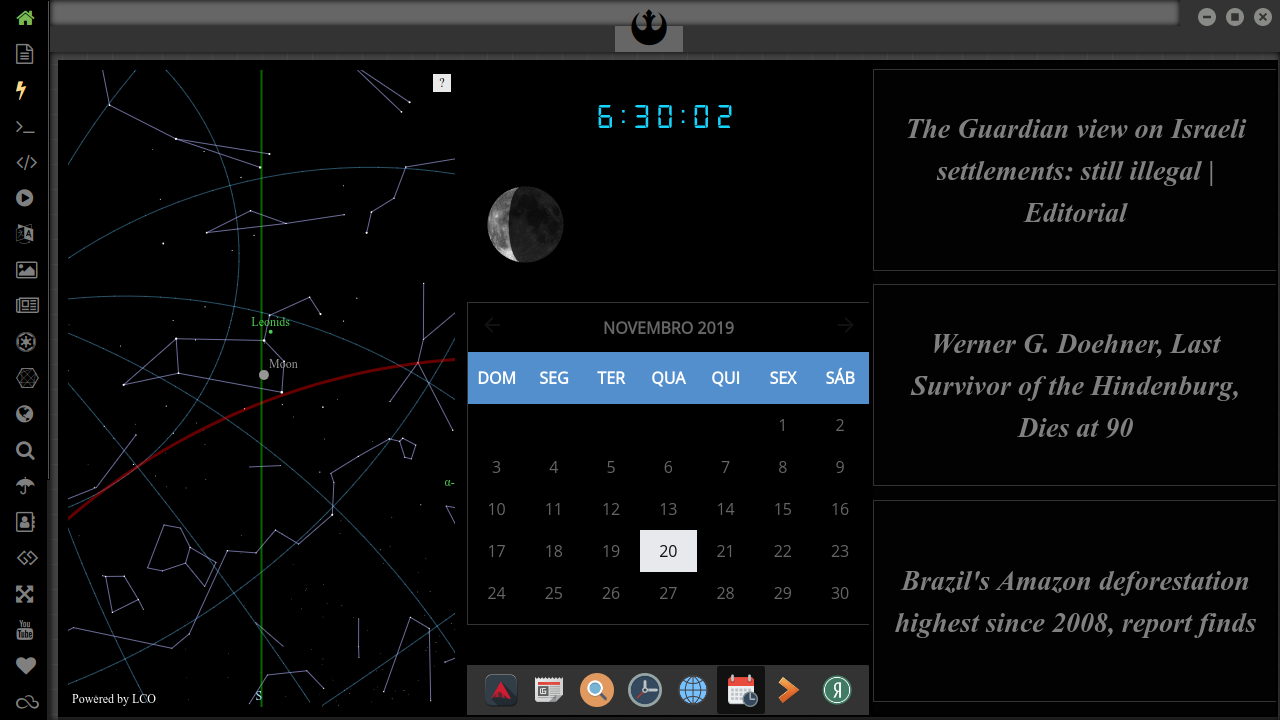 ?
Leonids
Moon
α-
Powered by LCO
S
6:30:02
NOVEMBRO 2019
DOM SEG TER QUA QUI SEX SÁB
1 2
3 4 5 6 7 8 9
10 11 12 13 14 15 16
17 18 19 20 21 22 23
24 25 26 27 28 29 30
The Guardian view on Israeli
settlements: still illegal |
Editorial
Werner G. Doehner, Last
Survivor of the Hindenburg,
Dies at 90
Brazil's Amazon deforestation
highest since 2008, report finds
You
Tube
Я